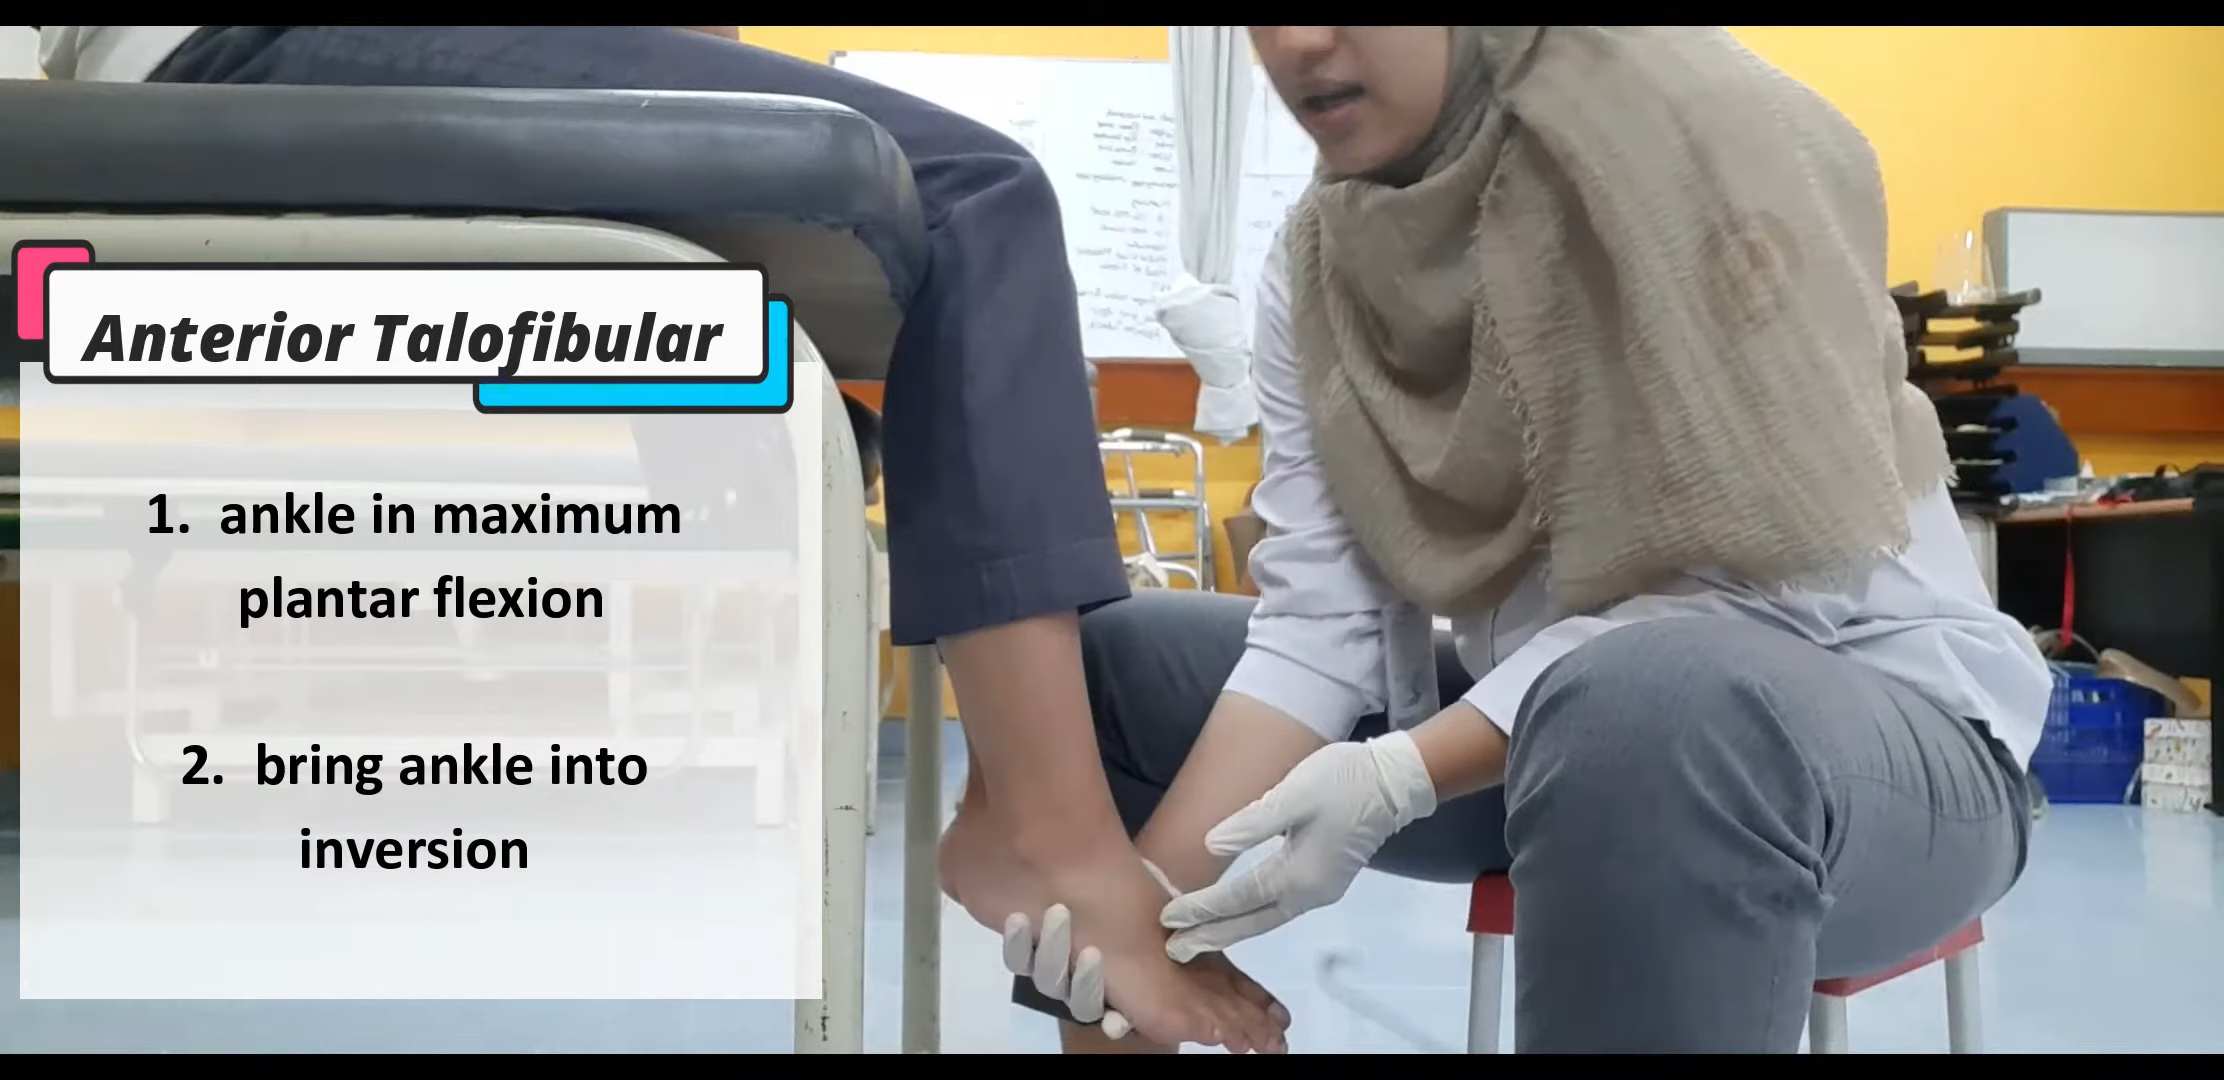 Anterior Talofibular
1. ankle in maximum
plantar flexion
2. bring ankle into
inversion